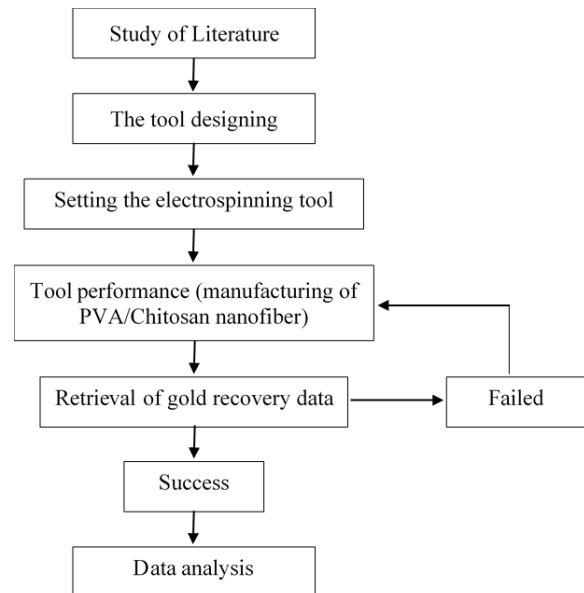 Study of Literature
The tool designing
Setting the electrospinning tool
Tool performance (manufacturing of
PVA/Chitosan nanofiber)
Retrieval of gold recovery data
Failed
Success
Data analysis